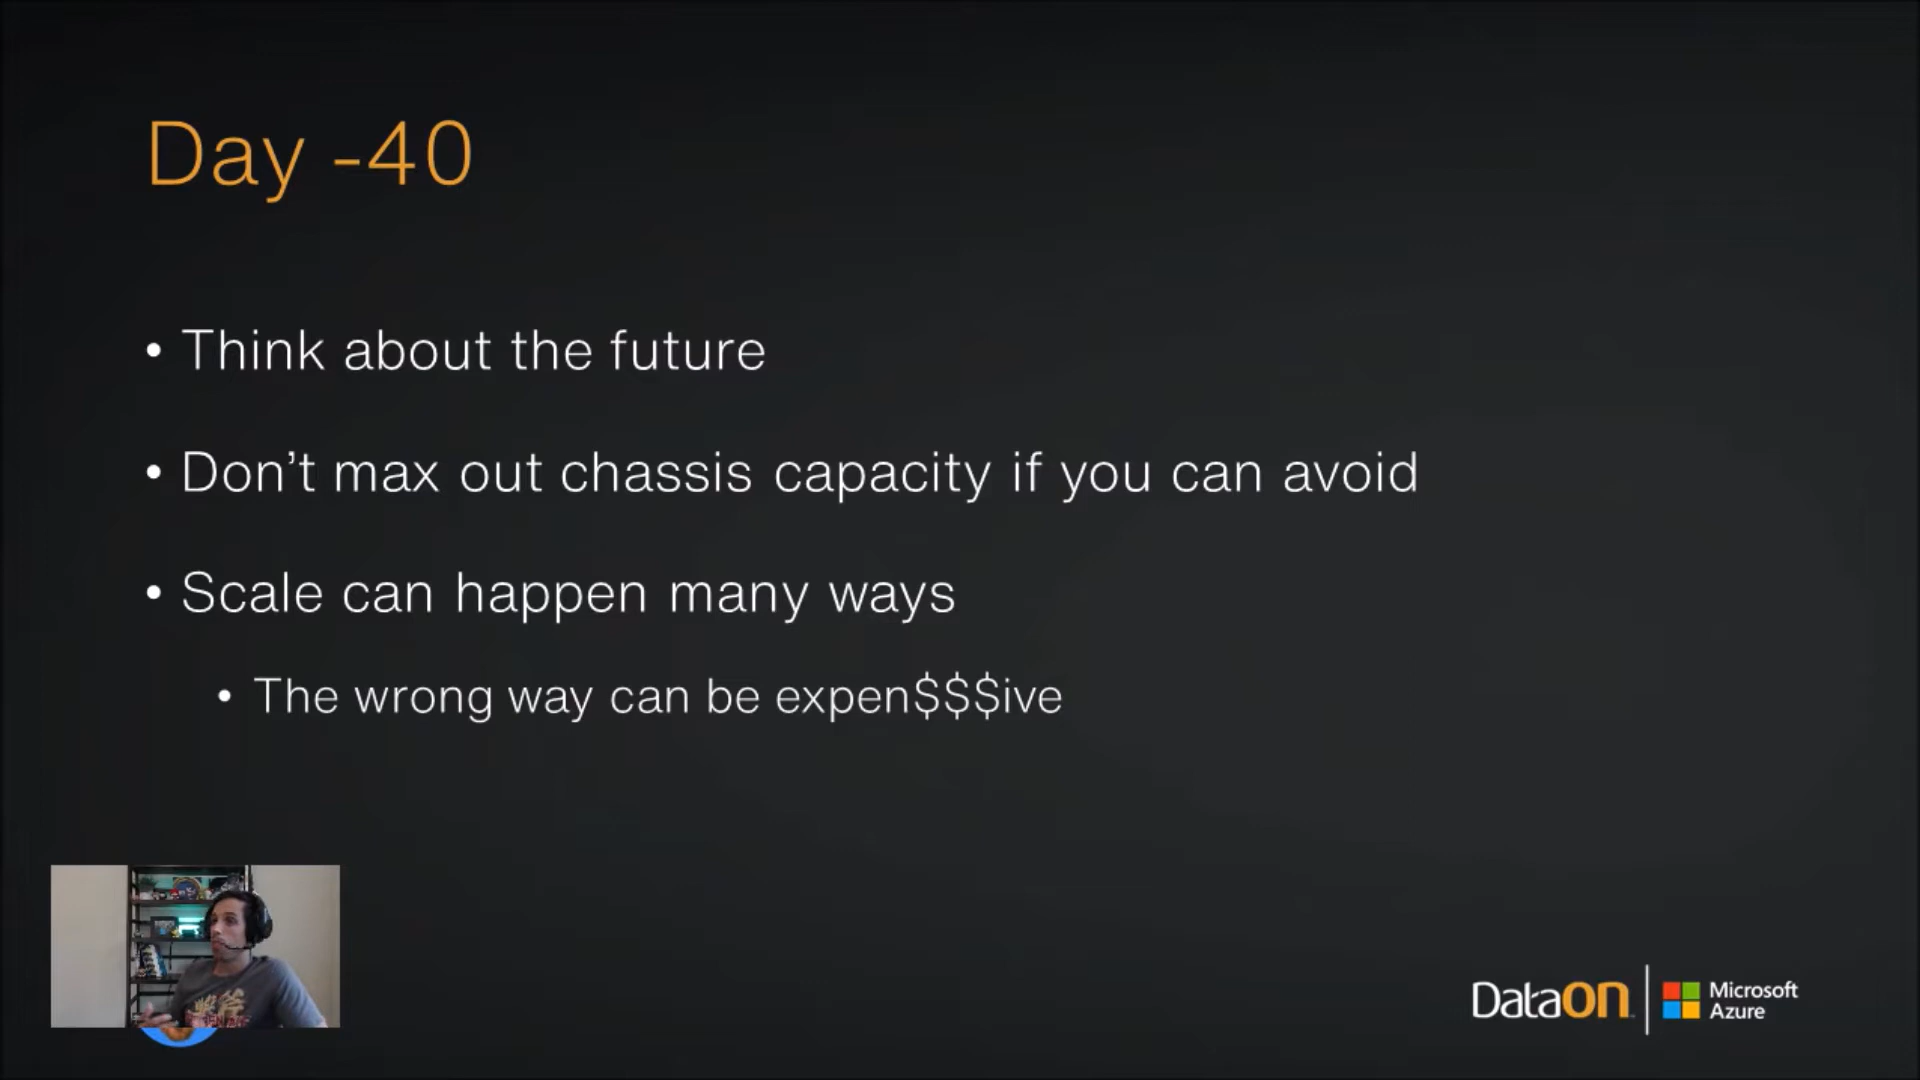 Day -40
• Think about the future
• Don’t max out chassis capacity if you can avoid
• Scale can happen many ways
• The wrong way can be expen$$$ive
DataON
Microsoft
Azure